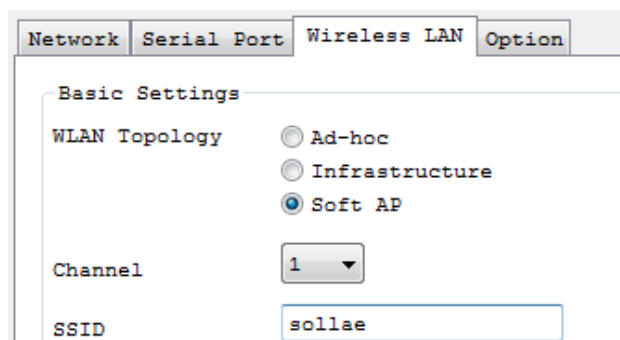 Network Serial Port Wireless LAN Option
Basic Settings
WLAN Topology Ad-hoc
Infrastructure
Soft AP
Channel 1
SSID sollae